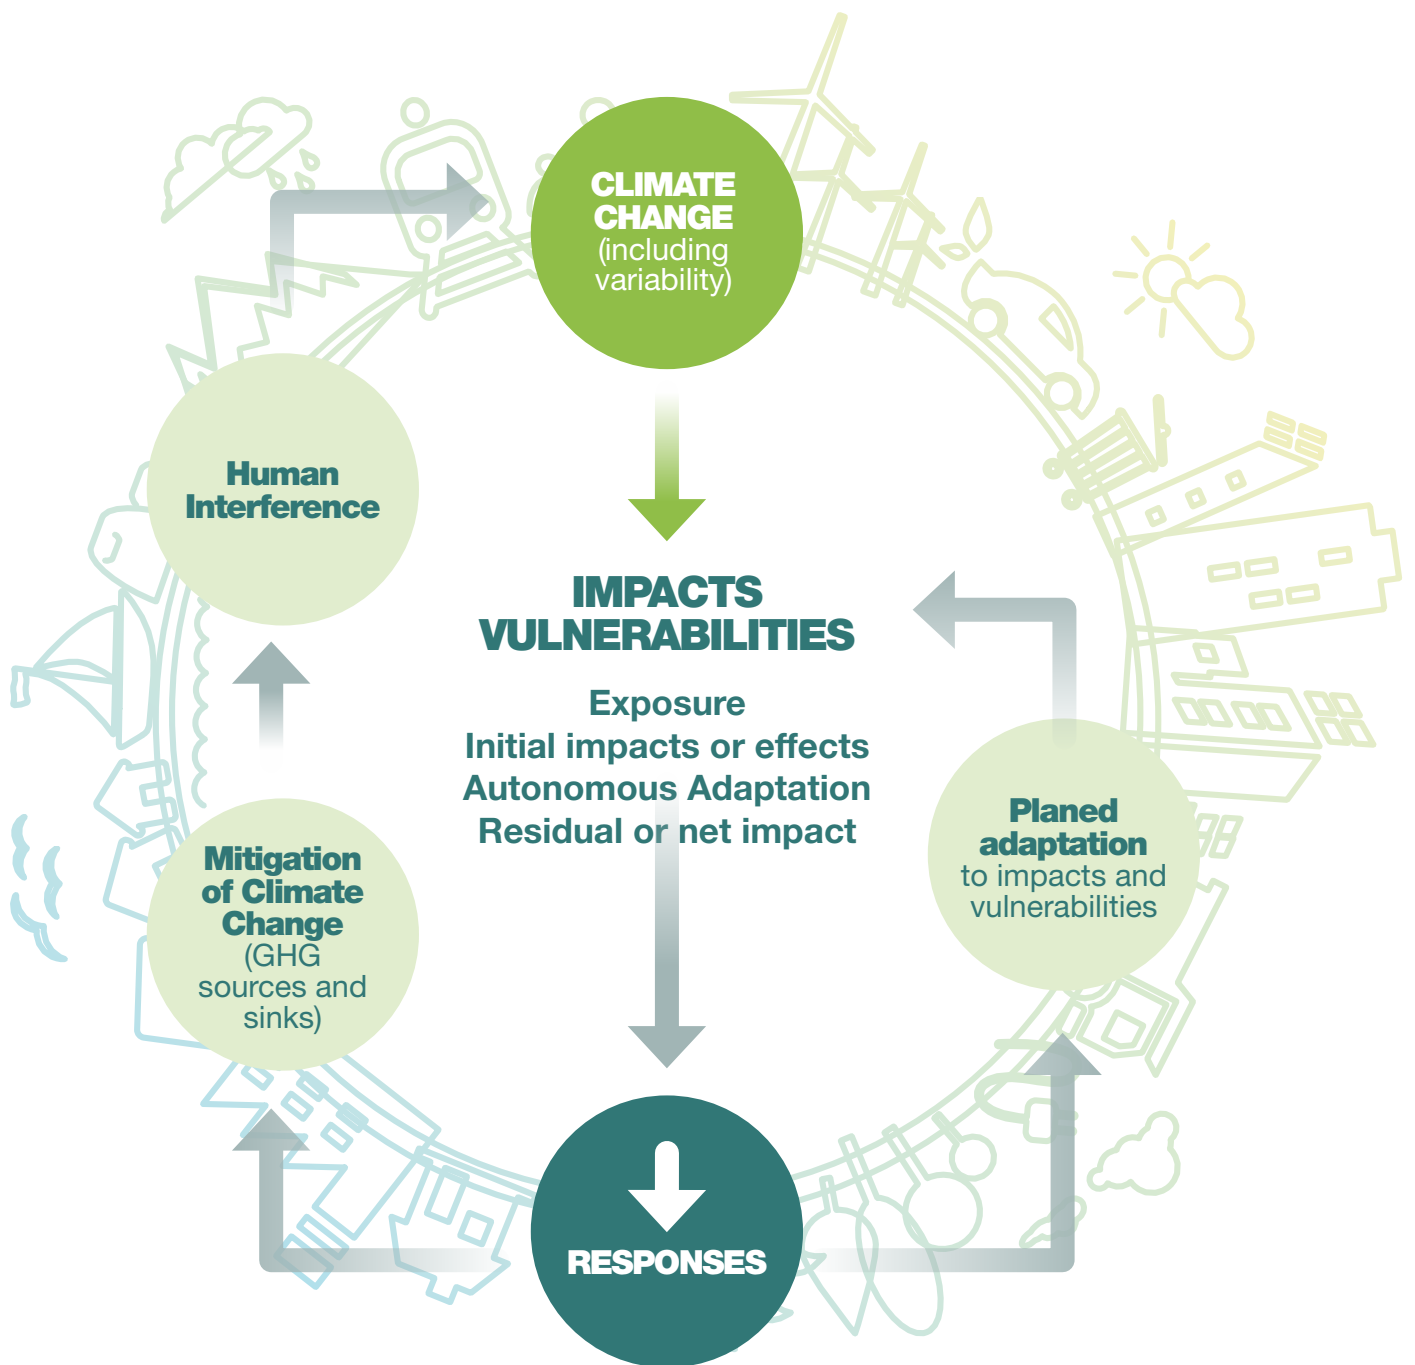 CLIMATE
CHANGE
(including
variability)
Human
Interference
IMPACTS
VULNERABILITIES
Exposure
Initial impacts or effects
Autonomous Adaptation
Residual or net impact
Mitigation
of Climate
Change
(GHG
sources and
sinks)
Planed
adaptation
to impacts and
vulnerabilities
RESPONSES